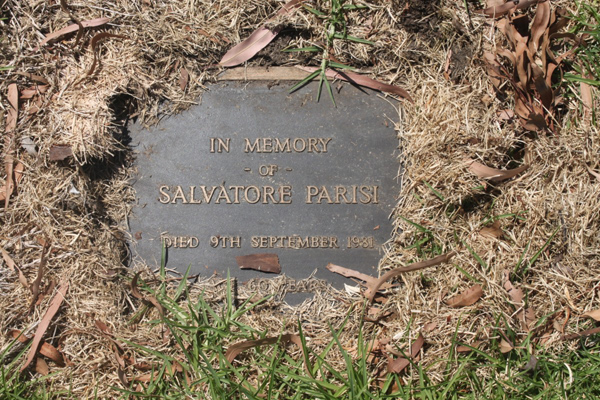 IN MEMORY
- OF -
SALVATORE PARISI
DIED 9TH SEPTEMBER 1981